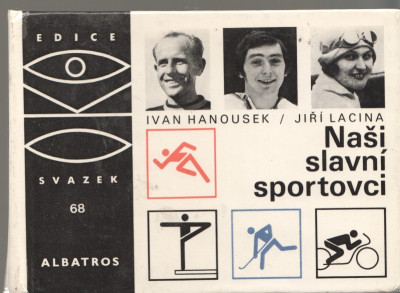 EDICE
SVAZEK
68
ALBATROS
IVAN HANOUSEK / JIŘÍ LACINA
Naši
slavní
sportovci